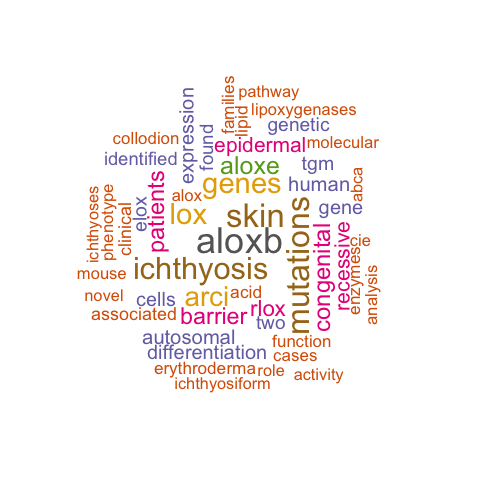 families
pathway
lipid
lipoxygenases
expression
genetic
collodion
found
epidermal
molecular
identified
aloxe
tgm
patients
genes
human
abca
ichthyoses
phenotype
clinical
elox
alox
lox
skin
gene
aloxb
mutations
congenital
recessive
cie
enzymes
analysis
mouse
ichthyosis
novel
cells
arci
acid
associated
barrier
rlox
two
autosomal
function
differentiation
cases
erythroderma
role
activity
ichthyosiform